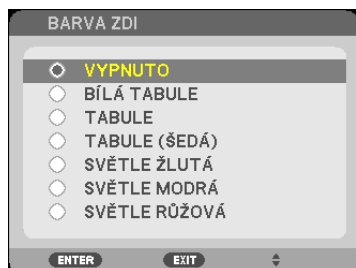 BARVA ZDI
VYPNUTO
BÍLÁ TABULE
TABULE
TABULE (ŠEDÁ)
SVĚTLE ŽLUTÁ
SVĚTLE MODRÁ
SVĚTLE RŮŽOVÁ
ENTER EXIT